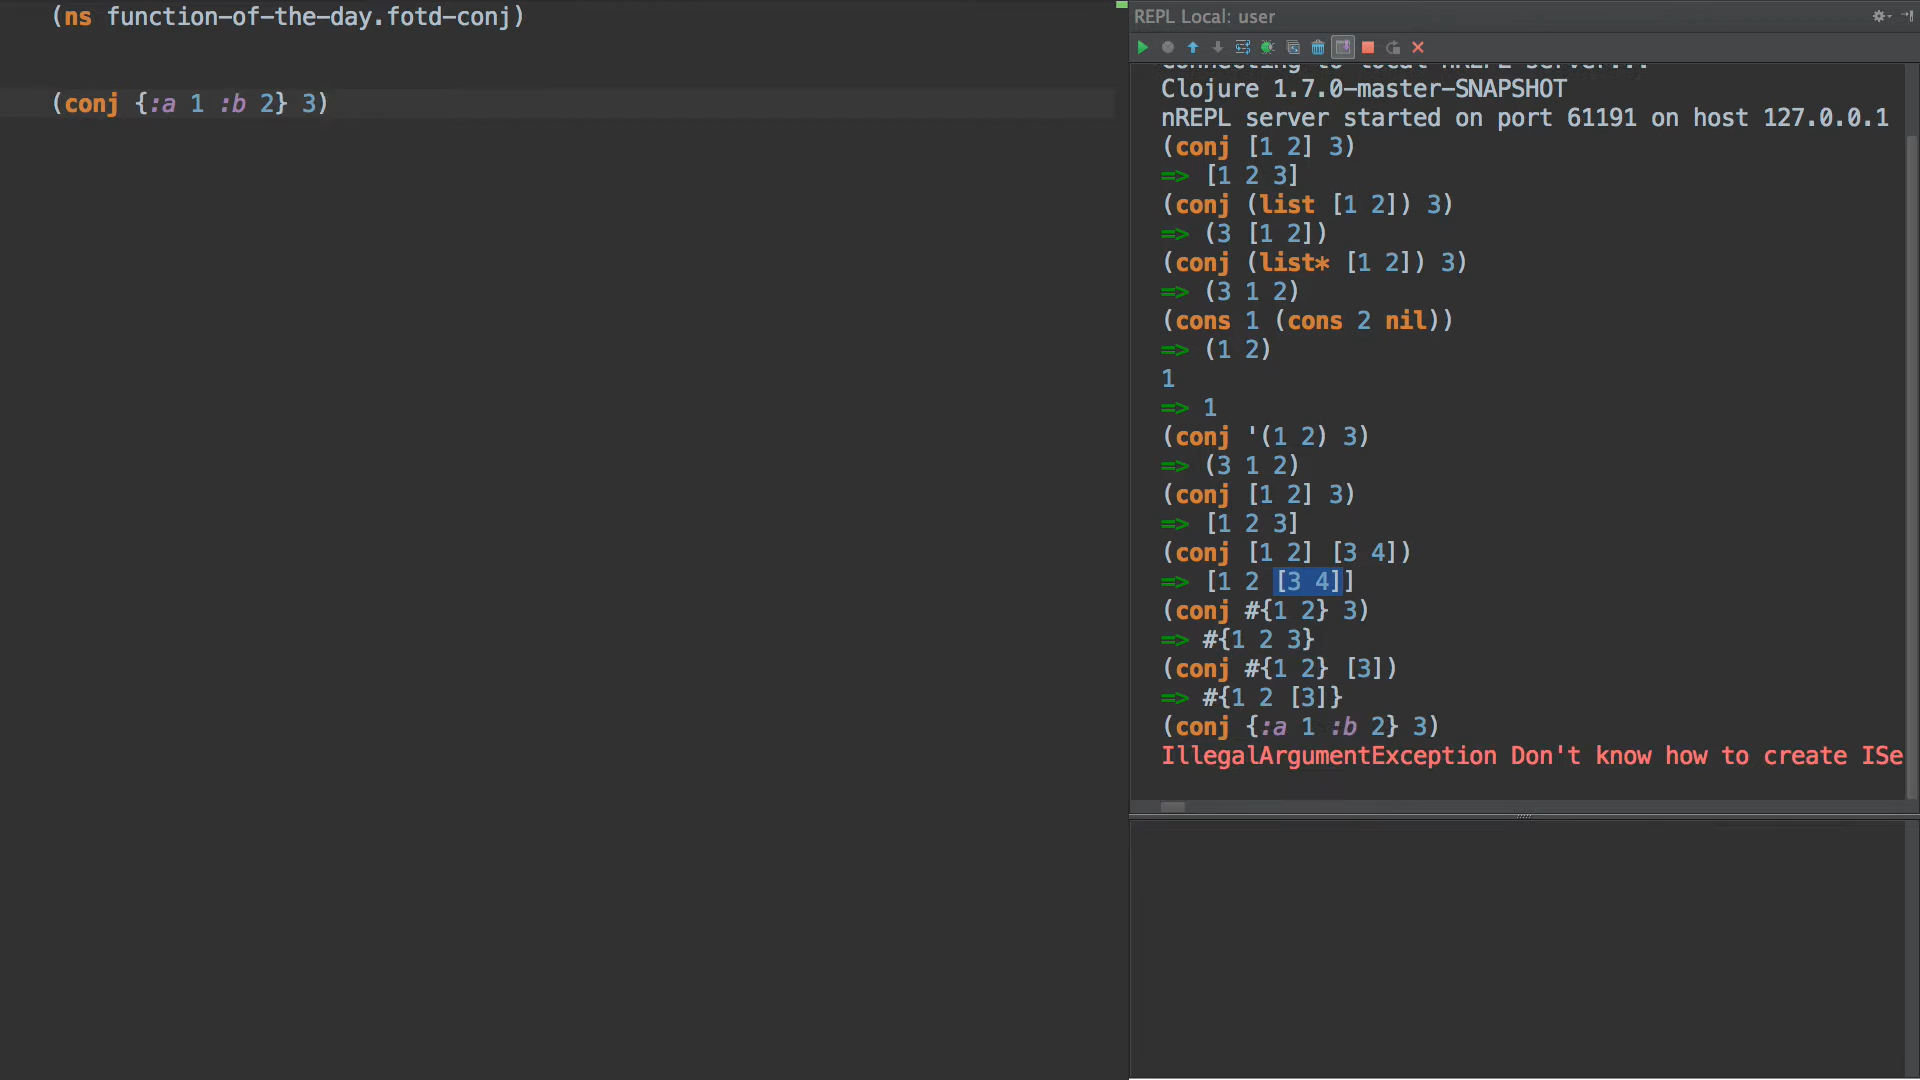 (ns function-of-the-day.fotd-conj)
(conj {:a 1 :b 2} 3)
REPL Local: user
Connecting to local nREPL server...
Clojure 1.7.0-master-SNAPSHOT
nREPL server started on port 61191 on host 127.0.0.1
(conj [1 2] 3)
=> [1 2 3]
(conj (list [1 2]) 3)
=> (3 [1 2])
(conj (list* [1 2]) 3)
=> (3 1 2)
(cons 1 (cons 2 nil))
=> (1 2)
1
=> 1
(conj '(1 2) 3)
=> (3 1 2)
(conj [1 2] 3)
=> [1 2 3]
(conj [1 2] [3 4])
=> [1 2 [3 4]]
(conj #{1 2} 3)
=> #{1 2 3}
(conj #{1 2} [3])
=> #{1 2 [3]}
(conj {:a 1 :b 2} 3)
IllegalArgumentException Don't know how to create ISe